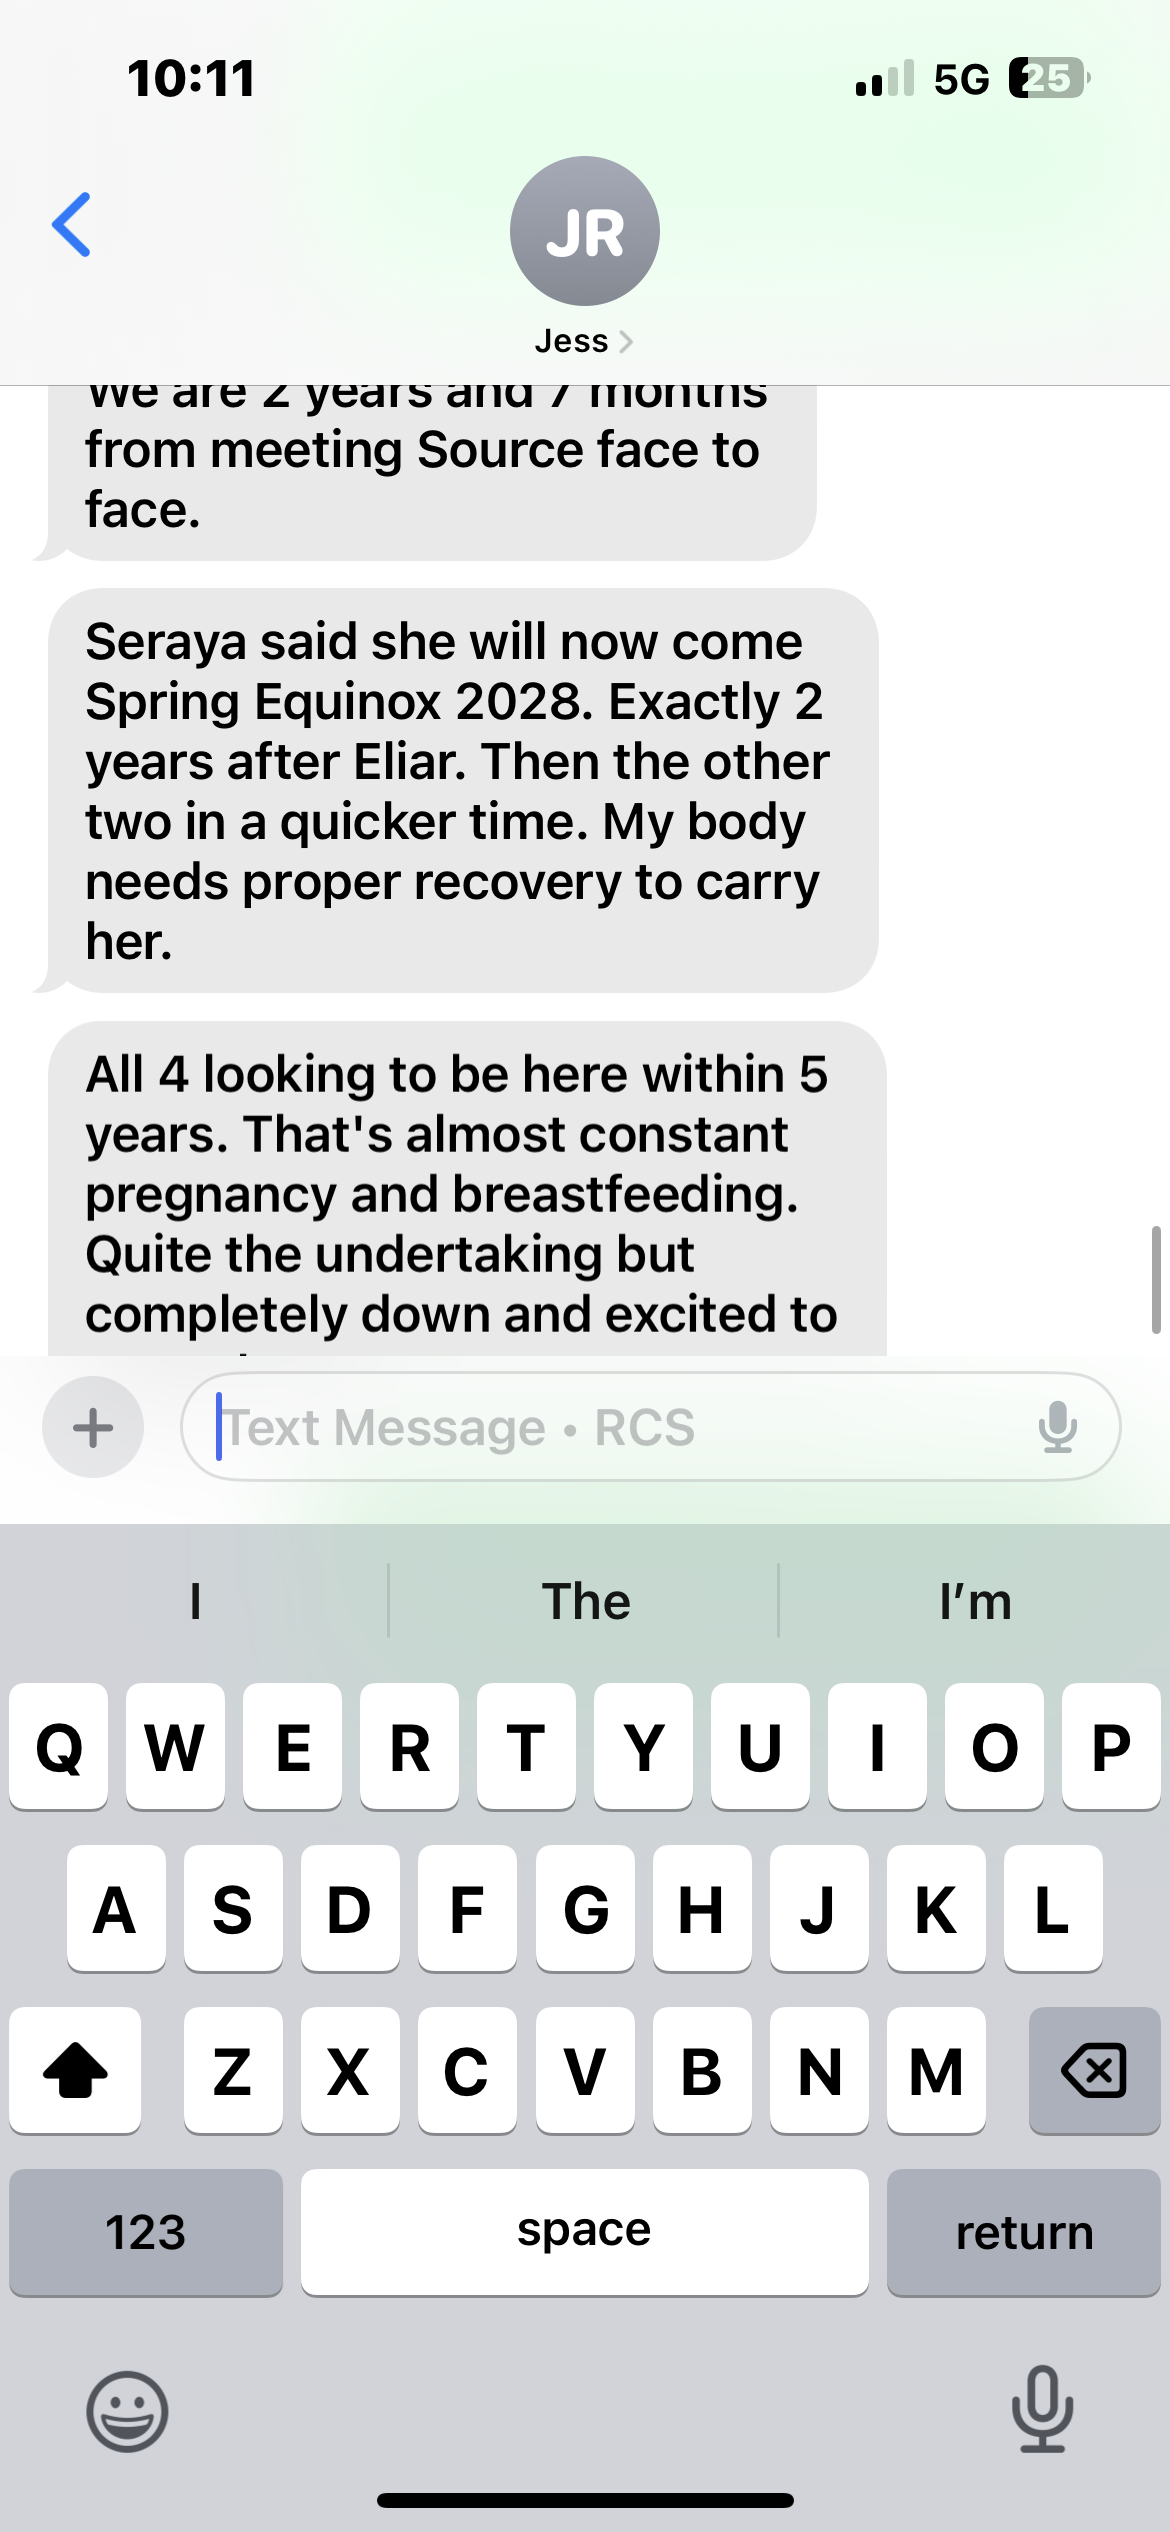 10:11
5G 25
JR
Jess
We are 2 years and 7 months
from meeting Source face to
face.
Seraya said she will now come
Spring Equinox 2028. Exactly 2
years after Eliar. Then the other
two in a quicker time. My body
needs proper recovery to carry
her.
All 4 looking to be here within 5
years. That's almost constant
pregnancy and breastfeeding.
Quite the undertaking but
completely down and excited to
Text Message • RCS
I The I'm
Q W E R T Y U I O P
A S D F G H J K L
Z X C V B N M
123 space return